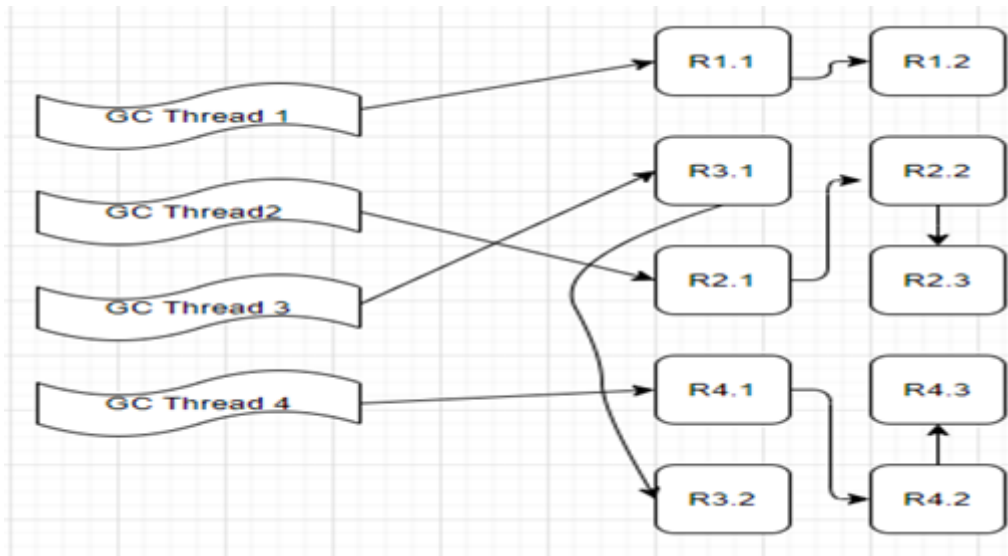 GC Thread 1
GC Thread2
GC Thread 3
GC Thread 4
R1.1
R1.2
R3.1
R2.2
R2.1
R2.3
R4.1
R4.3
R3.2
R4.2